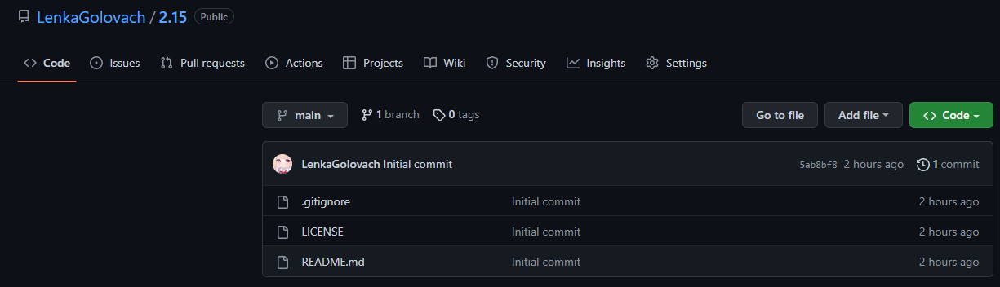 LenkaGolovach / 2.15 Public
Code Issues Pull requests Actions Projects Wiki Security Insights Settings
main 1 branch 0 tags Go to file Add file Code
LenkaGolovach Initial commit 5ab8bf8 2 hours ago 1 commit
.gitignore Initial commit 2 hours ago
LICENSE Initial commit 2 hours ago
README.md Initial commit 2 hours ago